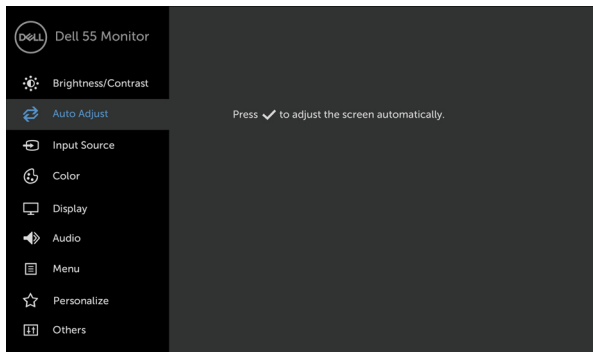 DELL
Dell 55 Monitor
Brightness/Contrast
Auto Adjust
Press ✓ to adjust the screen automatically.
Input Source
Color
Display
Audio
Menu
Personalize
Others